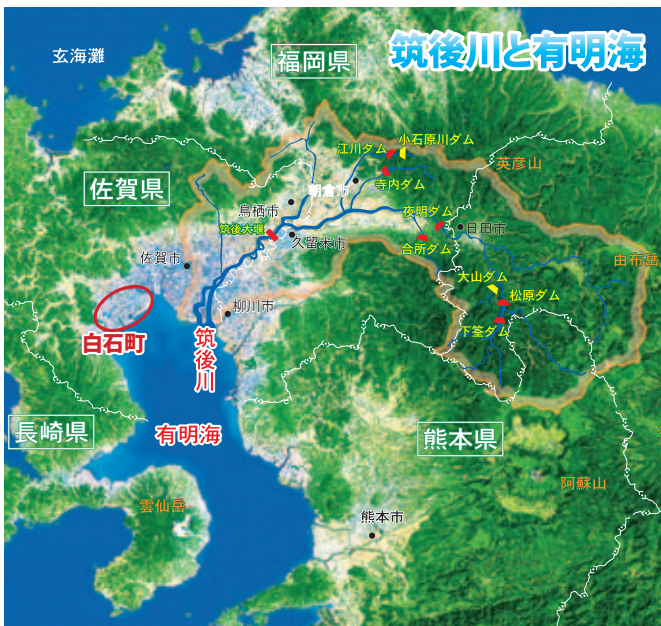 筑後川と有明海
玄海灘
福岡県
小石原川ダム
江川ダム
英彦山
寺内ダム
佐賀県
朝倉市
鳥栖市
夜明ダム
筑後大堰
日田市
久留米市
合所ダム
佐賀市
由布岳
大山ダム
松原ダム
柳川市
下筌ダム
白石町
筑後川
長崎県
有明海
熊本県
阿蘇山
雲仙岳
熊本市